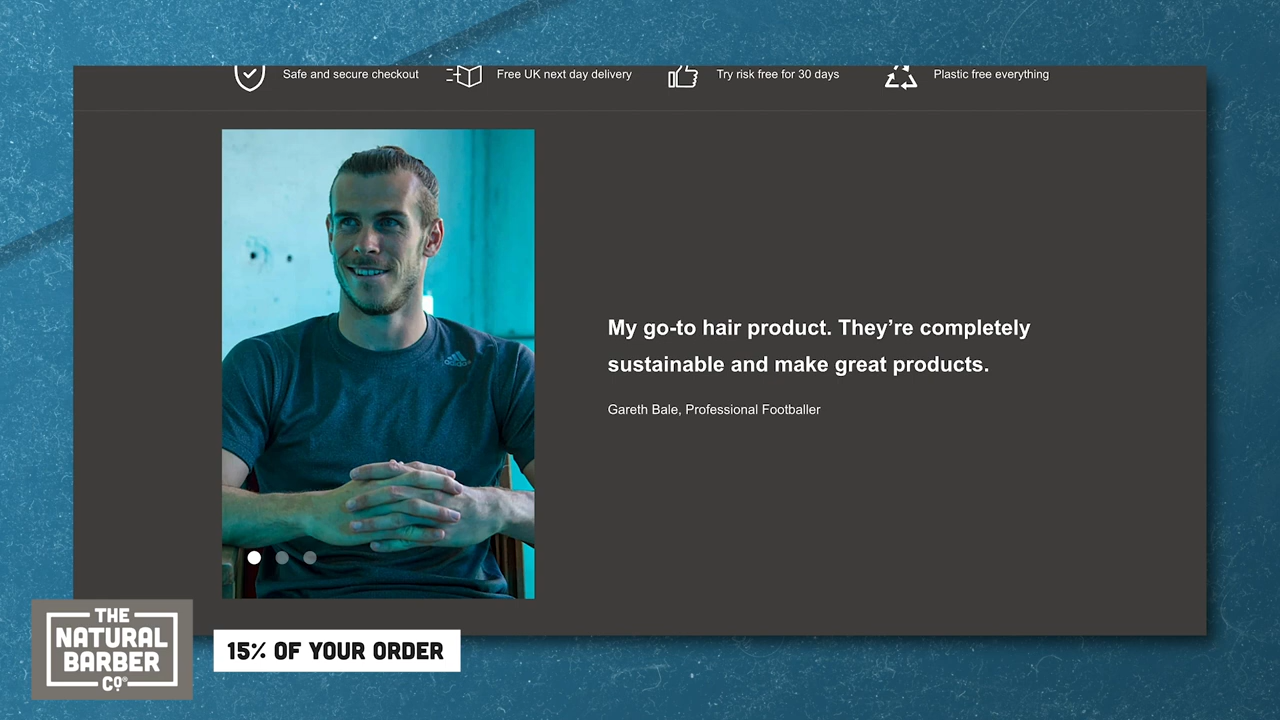 Safe and secure checkout
Free UK next day delivery
Try risk free for 30 days
Plastic free everything
My go-to hair product. They’re completely
sustainable and make great products.
Gareth Bale, Professional Footballer
THE
NATURAL
BARBER
CO®
15% OF YOUR ORDER